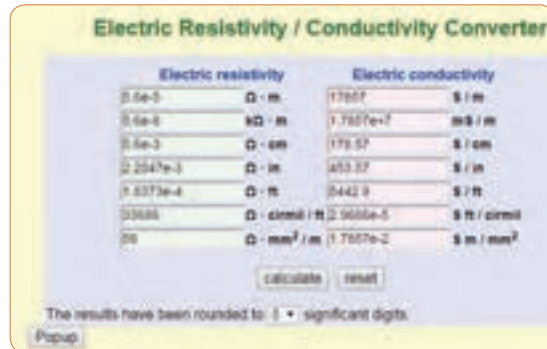 Electric Resistivity / Conductivity Converter
Electric resistivity Electric conductivity
5.6e-5 Ω · m 17857 S / m
5.6e-8 kΩ · m 1.7857e+7 mS / m
5.6e-3 Ω · cm 178.57 S / cm
2.2047e-3 Ω · in 453.57 S / in
1.8373e-4 Ω · ft 5442.9 S / ft
Ω · cirmil / ft 2.9686e-5 S ft / cirmil
56 Ω · mm² / m 1.7857e-2 S m / mm²
calculate reset
The results have been rounded to significant digits.
Popup